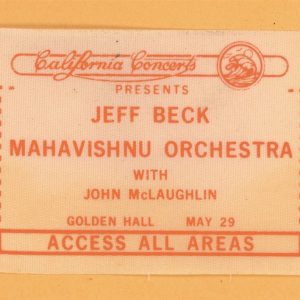 California Concerts
PRESENTS
JEFF BECK
MAHAVISHNU ORCHESTRA
WITH
JOHN McLAUGHLIN
GOLDEN HALL MAY 29
ACCESS ALL AREAS